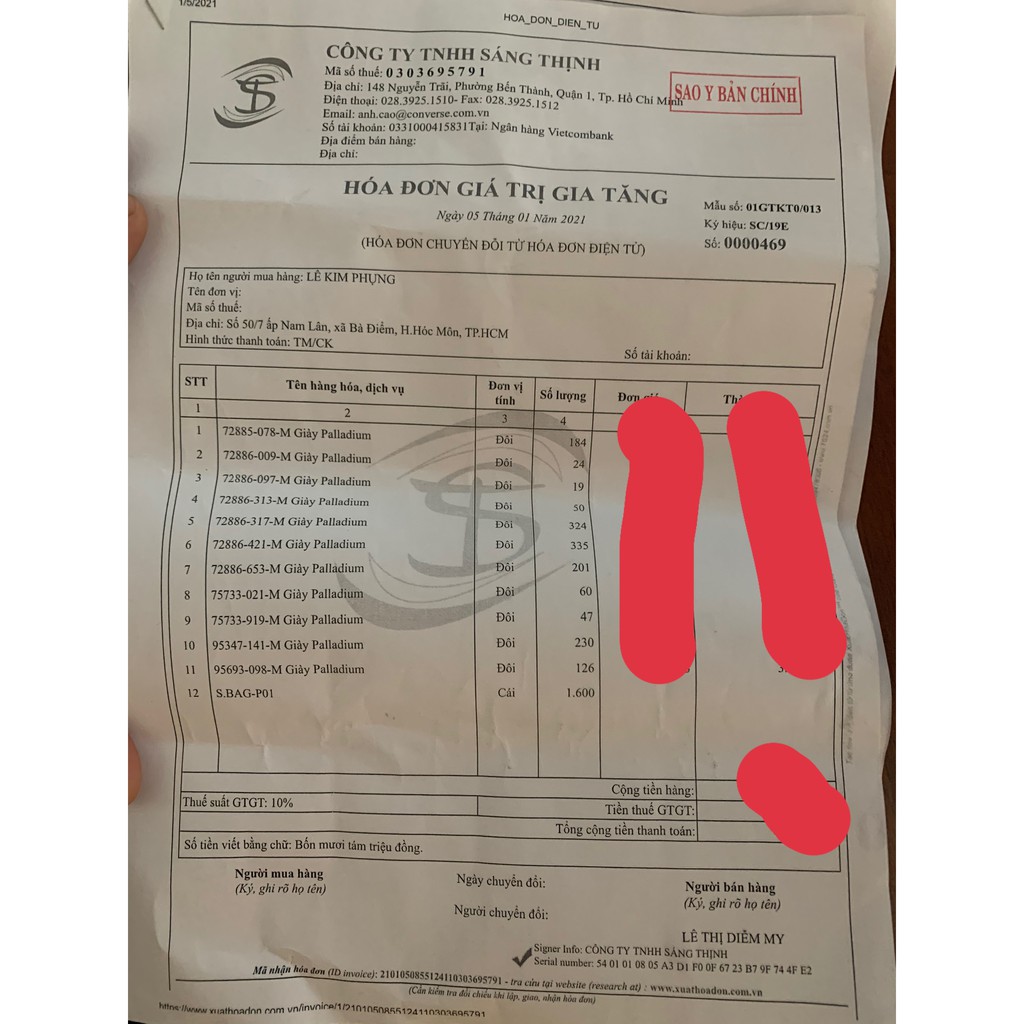 1/5/2021
HOA_DON_DIEN_TU
CÔNG TY TNHH SÁNG THỊNH
Mã số thuế: 0303695791
Địa chỉ: 148 Nguyễn Trãi, Phường Bến Thành, Quận 1, Tp. Hồ Chí Minh
SAO Y BẢN CHÍNH
Điện thoại: 028.3925.1510- Fax: 028.3925.1512
Email: anh.cao@converse.com.vn
Số tài khoản: 0331000415831Tại: Ngân hàng Vietcombank
Địa điểm bán hàng:
Địa chỉ:
HÓA ĐƠN GIÁ TRỊ GIA TĂNG
Ngày 05 Tháng 01 Năm 2021
(HÓA ĐƠN CHUYỂN ĐỔI TỪ HÓA ĐƠN ĐIỆN TỬ)
Mẫu số: 01GTKT0/013
Ký hiệu: SC/19E
Số: 0000469
Họ tên người mua hàng: LÊ KIM PHỤNG
Tên đơn vị:
Mã số thuế:
Địa chỉ: Số 50/7 ấp Nam Lân, xã Bà Điểm, H.Hóc Môn, TP.HCM
Hình thức thanh toán: TM/CK Số tài khoản:
STT Tên hàng hóa, dịch vụ Đơn vị tính Số lượng Đơn
1 2 3 4
1 72885-078-M Giày Palladium Đôi 184
2 72886-009-M Giày Palladium Đôi 24
3 72886-097-M Giày Palladium Đôi 19
4 72886-313-M Giày Palladium Đôi 50
5 72886-317-M Giày Palladium Đôi 324
6 72886-421-M Giày Palladium Đôi 335
7 72886-653-M Giày Palladium Đôi 201
8 75733-021-M Giày Palladium Đôi 60
9 75733-919-M Giày Palladium Đôi 47
10 95347-141-M Giày Palladium Đôi 230
11 95693-098-M Giày Palladium Đôi 126
12 S.BAG-P01 Cái 1.600
Cộng tiền hàng:
Thuế suất GTGT: 10% Tiền thuế GTGT:
Tổng cộng tiền thanh toán:
Số tiền viết bằng chữ: Bốn mươi tám triệu đồng.
Người mua hàng
(Ký, ghi rõ họ tên)
Ngày chuyển đổi:
Người chuyển đổi:
Người bán hàng
(Ký, ghi rõ họ tên)
LÊ THỊ DIỄM MY
Signer Info: CÔNG TY TNHH SÁNG THỊNH
Serial number: 54 01 01 08 05 A3 D1 F0 0F 67 23 B7 9F 74 4F E2
Mã nhận hóa đơn (ID invoice): 2101050855124110303695791 - tra cứu tại website (research at) : www.xuathoadon.com.vn
(Cần kiểm tra đối chiếu khi lập, giao, nhận hóa đơn)
https://www.xuathoadon.com.vn/invoice/1/2101050855124110303695791